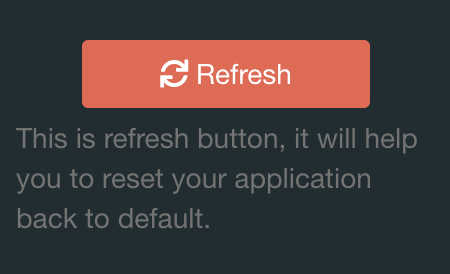 Refresh
This is refresh button, it will help
you to reset your application
back to default.